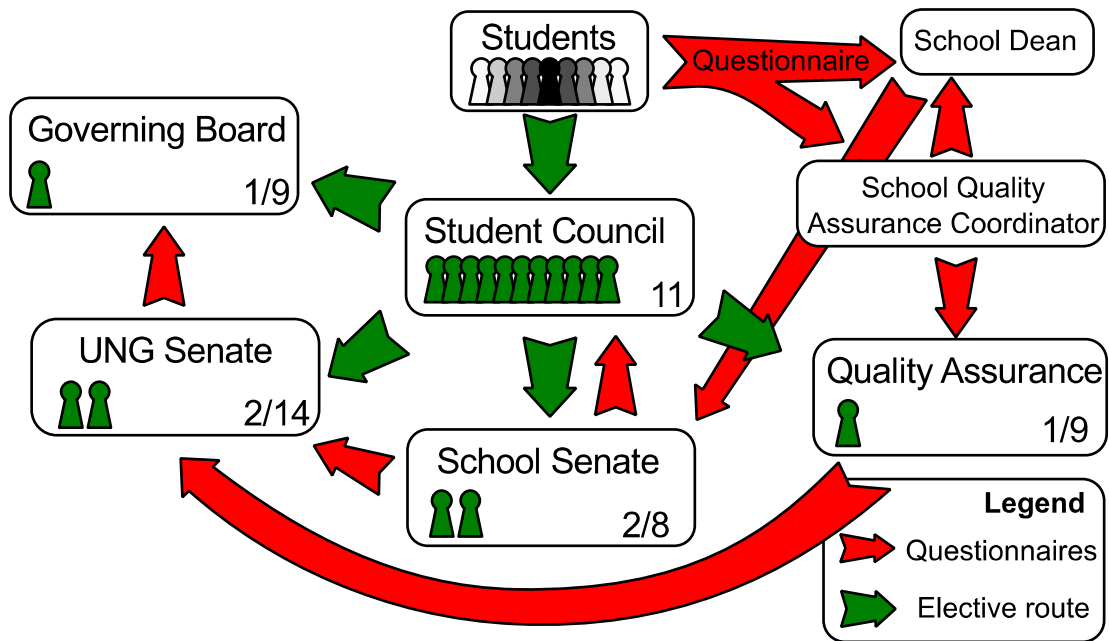 Students
Questionnaire
School Dean
Governing Board
1/9
School Quality
Assurance Coordinator
Student Council
11
UNG Senate
2/14
Quality Assurance
1/9
School Senate
2/8
Legend
Questionnaires
Elective route